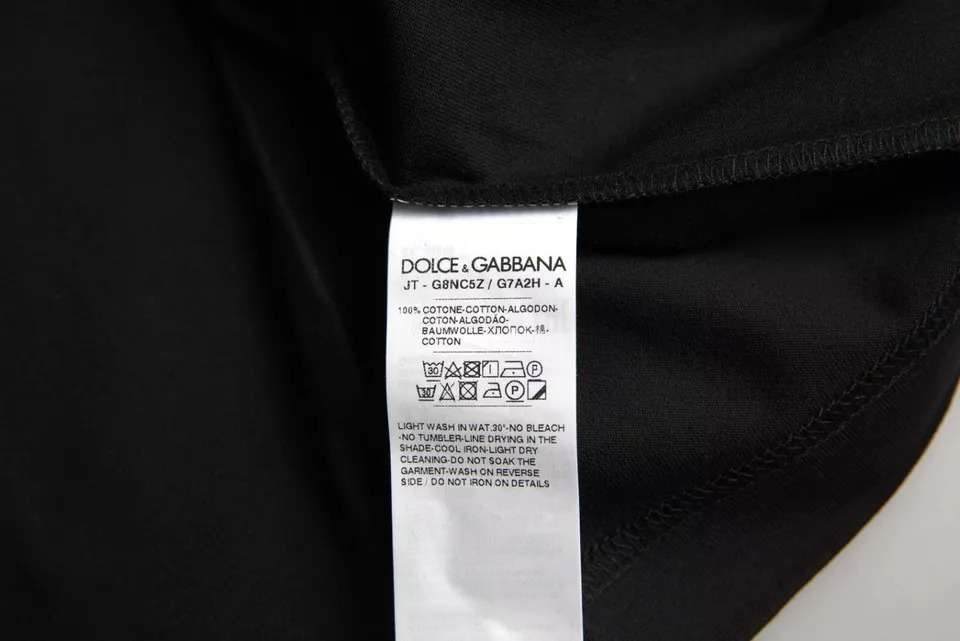 DOLCE & GABBANA
JT - G8NC5Z / G7A2H - A
100% COTONE-COTTON-ALGODON-
COTON-ALGODÃO-
BAUMWOLLE-ХЛОПОК-棉-
COTTON
30 P
30 P
LIGHT WASH IN WAT.30°-NO BLEACH
-NO TUMBLER-LINE DRYING IN THE
SHADE-COOL IRON-LIGHT DRY
CLEANING-DO NOT SOAK THE
GARMENT-WASH ON REVERSE
SIDE / DO NOT IRON ON DETAILS